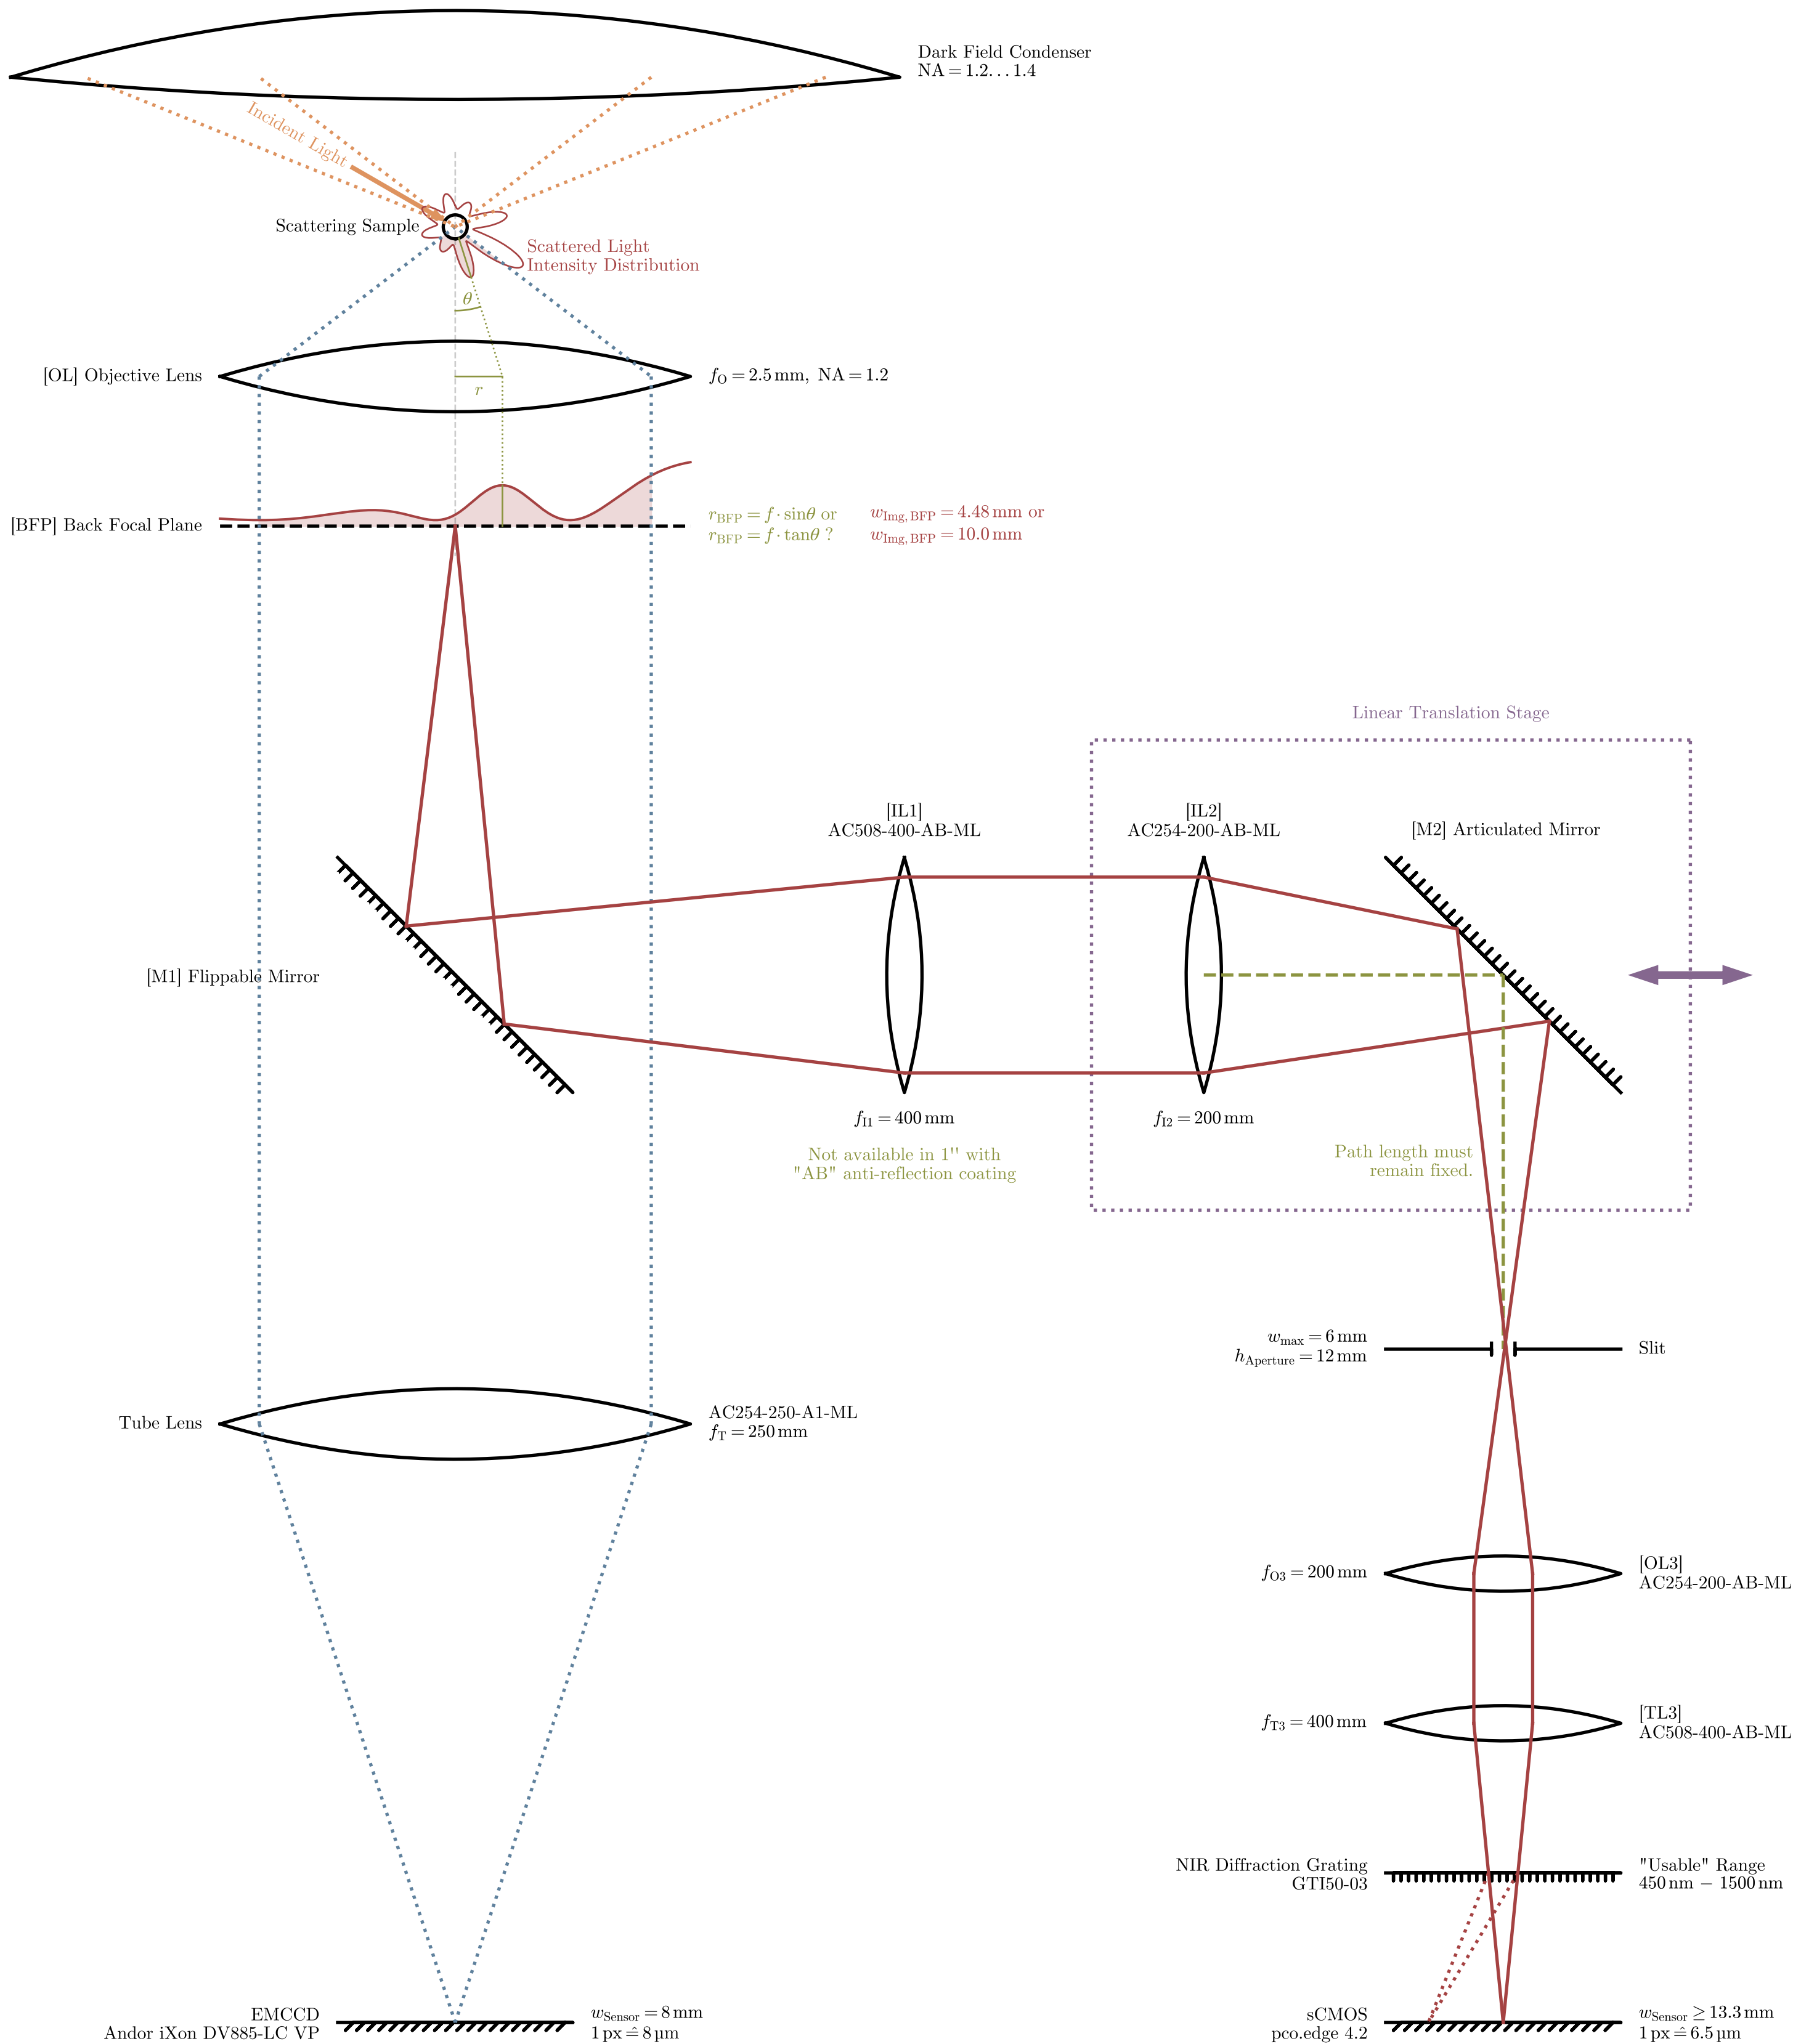 Dark Field Condenser
NA = 1.2. . . 1.4
Incident Light
Scattering Sample
Scattered Light
Intensity Distribution
θ
[OL] Objective Lens
r
f_O = 2.5 mm, NA = 1.2
[BFP] Back Focal Plane
r_BFP = f · sinθ or
r_BFP = f · tanθ ?
w_Img, BFP = 4.48 mm or
w_Img, BFP = 10.0 mm
Linear Translation Stage
[IL1]
AC508-400-AB-ML
[IL2]
AC254-200-AB-ML
[M2] Articulated Mirror
[M1] Flippable Mirror
f_I1 = 400 mm
f_I2 = 200 mm
Not available in 1'' with
"AB" anti-reflection coating
Path length must
remain fixed.
w_max = 6 mm
h_Aperture = 12 mm
Slit
Tube Lens
AC254-250-A1-ML
f_T = 250 mm
f_O3 = 200 mm
[OL3]
AC254-200-AB-ML
f_T3 = 400 mm
[TL3]
AC508-400-AB-ML
NIR Diffraction Grating
GTI50-03
"Usable" Range
450 nm − 1500 nm
EMCCD
Andor iXon DV885-LC VP
w_Sensor = 8 mm
1 px ≙ 8 µm
sCMOS
pco.edge 4.2
w_Sensor ≥ 13.3 mm
1 px ≙ 6.5 µm